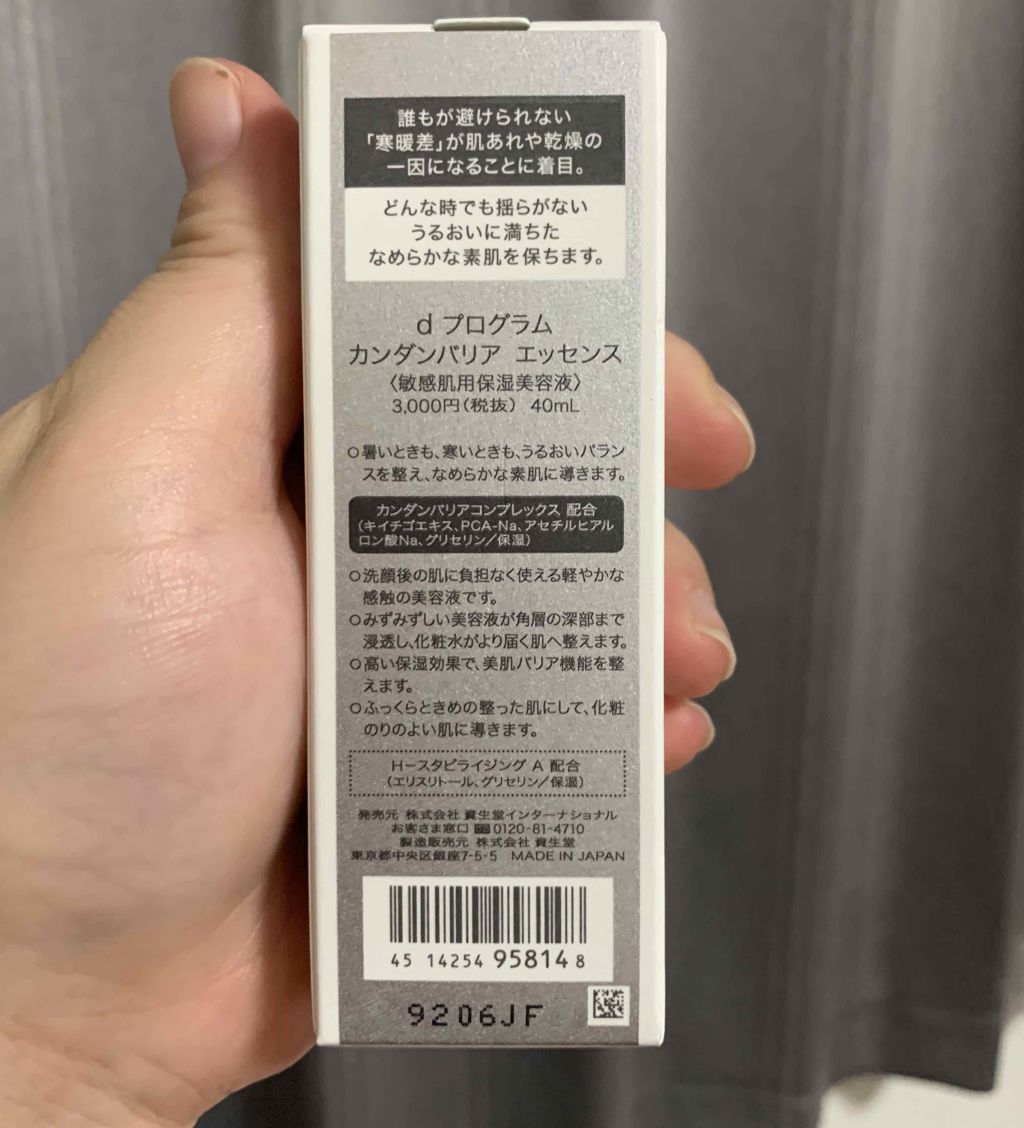 誰もが避けられない
「寒暖差」が肌あれや乾燥の
一因になることに着目。
どんな時でも揺らがない
うるおいに満ちた
なめらかな素肌を保ちます。
d プログラム
カンダンバリア エッセンス
〈敏感肌用保湿美容液〉
3,000円(税抜) 40mL
○暑いときも、寒いときも、うるおいバラン
スを整え、なめらかな素肌に導きます。
カンダンバリアコンプレックス 配合
(キイチゴエキス、PCA-Na、アセチルヒアル
ロン酸Na、グリセリン/保湿)
○洗顔後の肌に負担なく使える軽やかな
感触の美容液です。
○みずみずしい美容液が角層の深部まで
浸透し、化粧水がより届く肌へ整えます。
○高い保湿効果で、美肌バリア機能を整
えます。
○ふっくらときめの整った肌にして、化粧
のりのよい肌に導きます。
H-スタビライジング A 配合
(エリスリトール、グリセリン/保湿)
発売元 株式会社 資生堂インターナショナル
お客さま窓口 0120-81-4710
製造販売元 株式会社 資生堂
東京都中央区銀座7-5-5 MADE IN JAPAN
45 14254 95814 8
9206JF